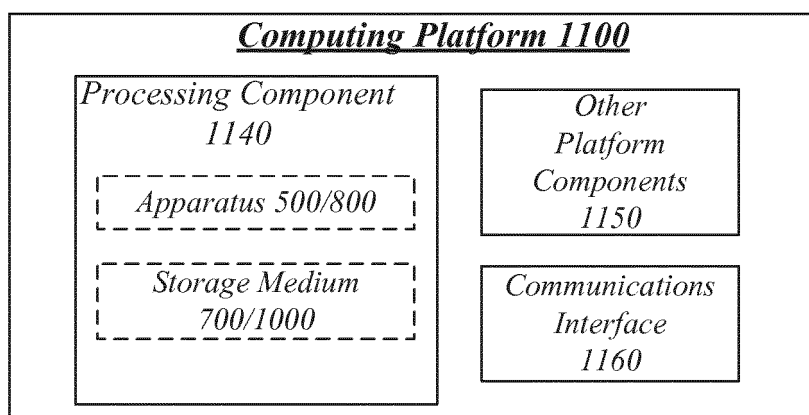 Computing Platform 1100
Processing Component
1140
Apparatus 500/800
Storage Medium
700/1000
Other
Platform
Components
1150
Communications
Interface
1160